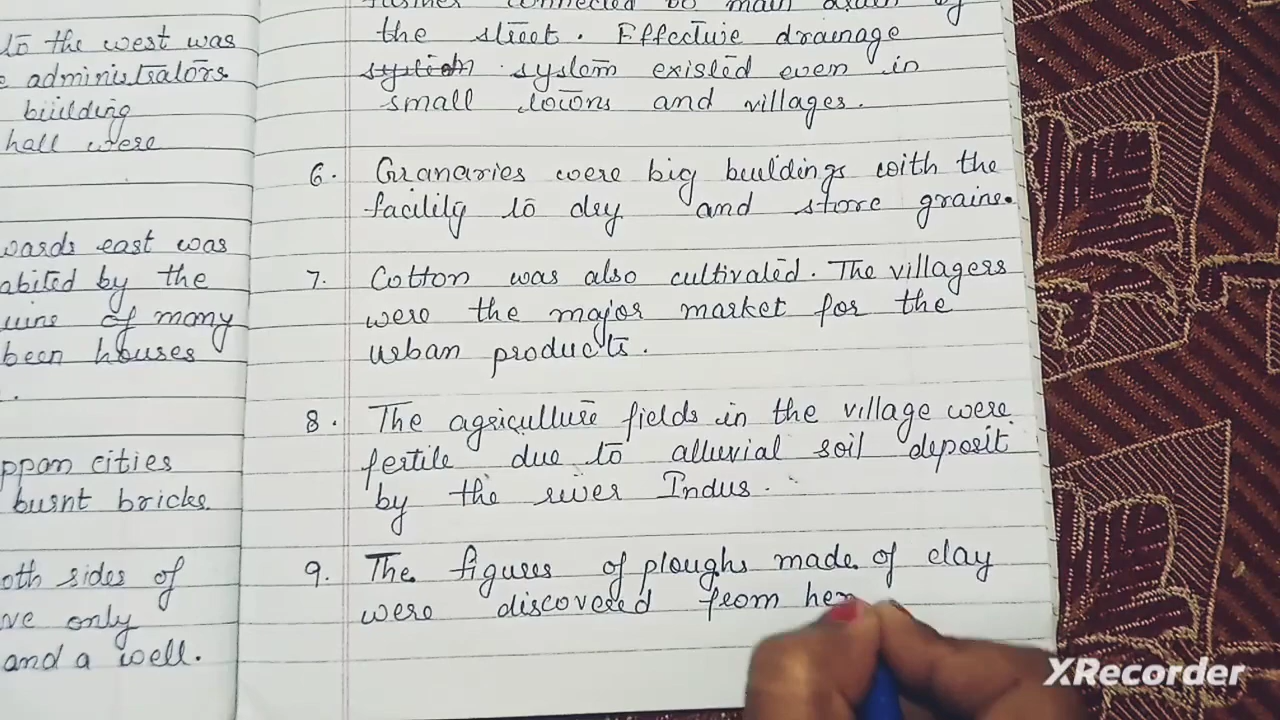 to the west was
administrators
building
hall were
wards east was
abited by the
of many
been houses
ppan cities
burnt bricks.
oth sides of
ve only
and a well.
connected to main drain
the street. Effective drainage
system existed even in
small towns and villages.
6. Granaries were big buildings with the
facility to dry and store grains.
7. Cotton was also cultivated. The villagers
were the major market for the
urban products.
8. The agriculture fields in the village were
fertile due to alluvial soil deposit
by the river Indus.
9. The figures of ploughs made of clay
were discovered from her
XRecorder